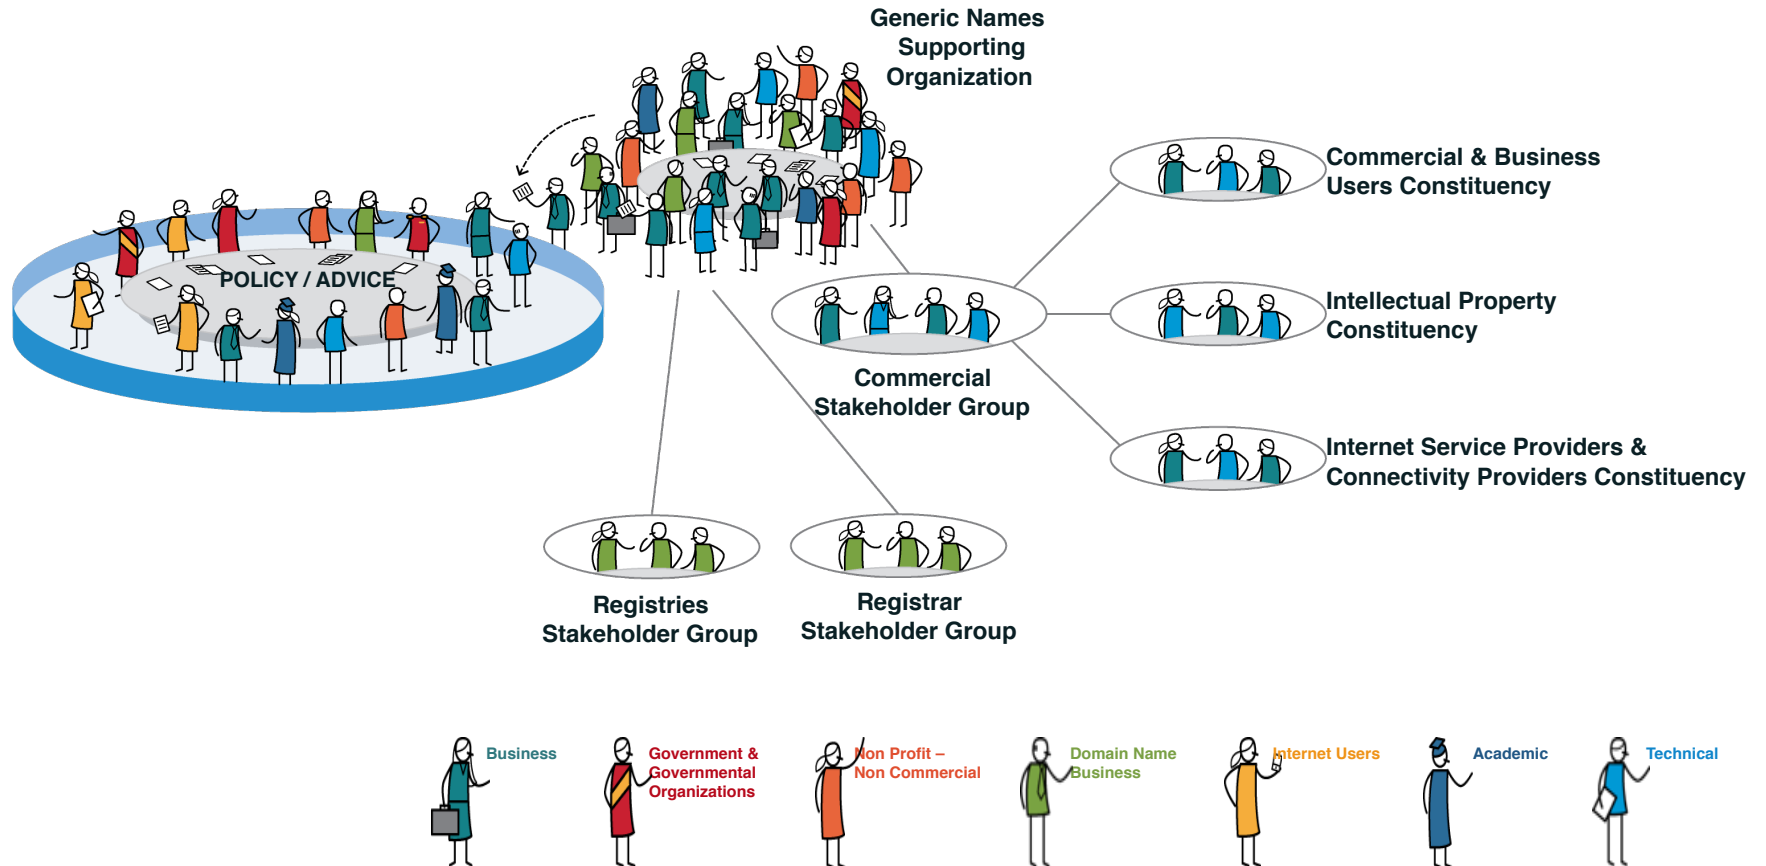 Generic Names
Supporting
Organization
POLICY / ADVICE
Commercial & Business
Users Constituency
Intellectual Property
Constituency
Commercial
Stakeholder Group
Internet Service Providers &
Connectivity Providers Constituency
Registries
Stakeholder Group
Registrar
Stakeholder Group
Business
Government &
Governmental
Organizations
Non Profit –
Non Commercial
Domain Name
Business
Internet Users
Academic
Technical